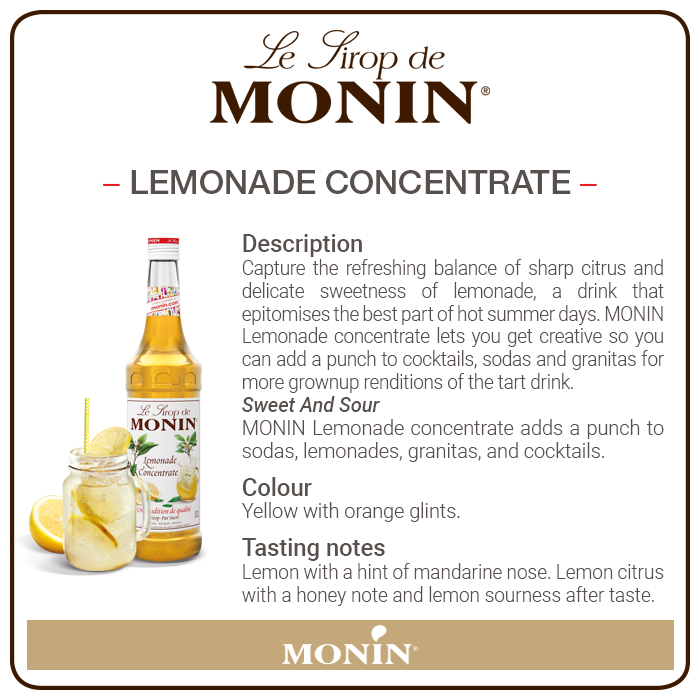 Le Sirop de
MONIN®
– LEMONADE CONCENTRATE –
Description
Capture the refreshing balance of sharp citrus and
delicate sweetness of lemonade, a drink that
epitomises the best part of hot summer days. MONIN
Lemonade concentrate lets you get creative so you
can add a punch to cocktails, sodas and granitas for
more grownup renditions of the tart drink.
Sweet And Sour
MONIN Lemonade concentrate adds a punch to
sodas, lemonades, granitas, and cocktails.
Colour
Yellow with orange glints.
Tasting notes
Lemon with a hint of mandarine nose. Lemon citrus
with a honey note and lemon sourness after taste.
MONIN
monin.com
Le Sirop de
MONIN
Lemonade
Concentrate
MONIN®